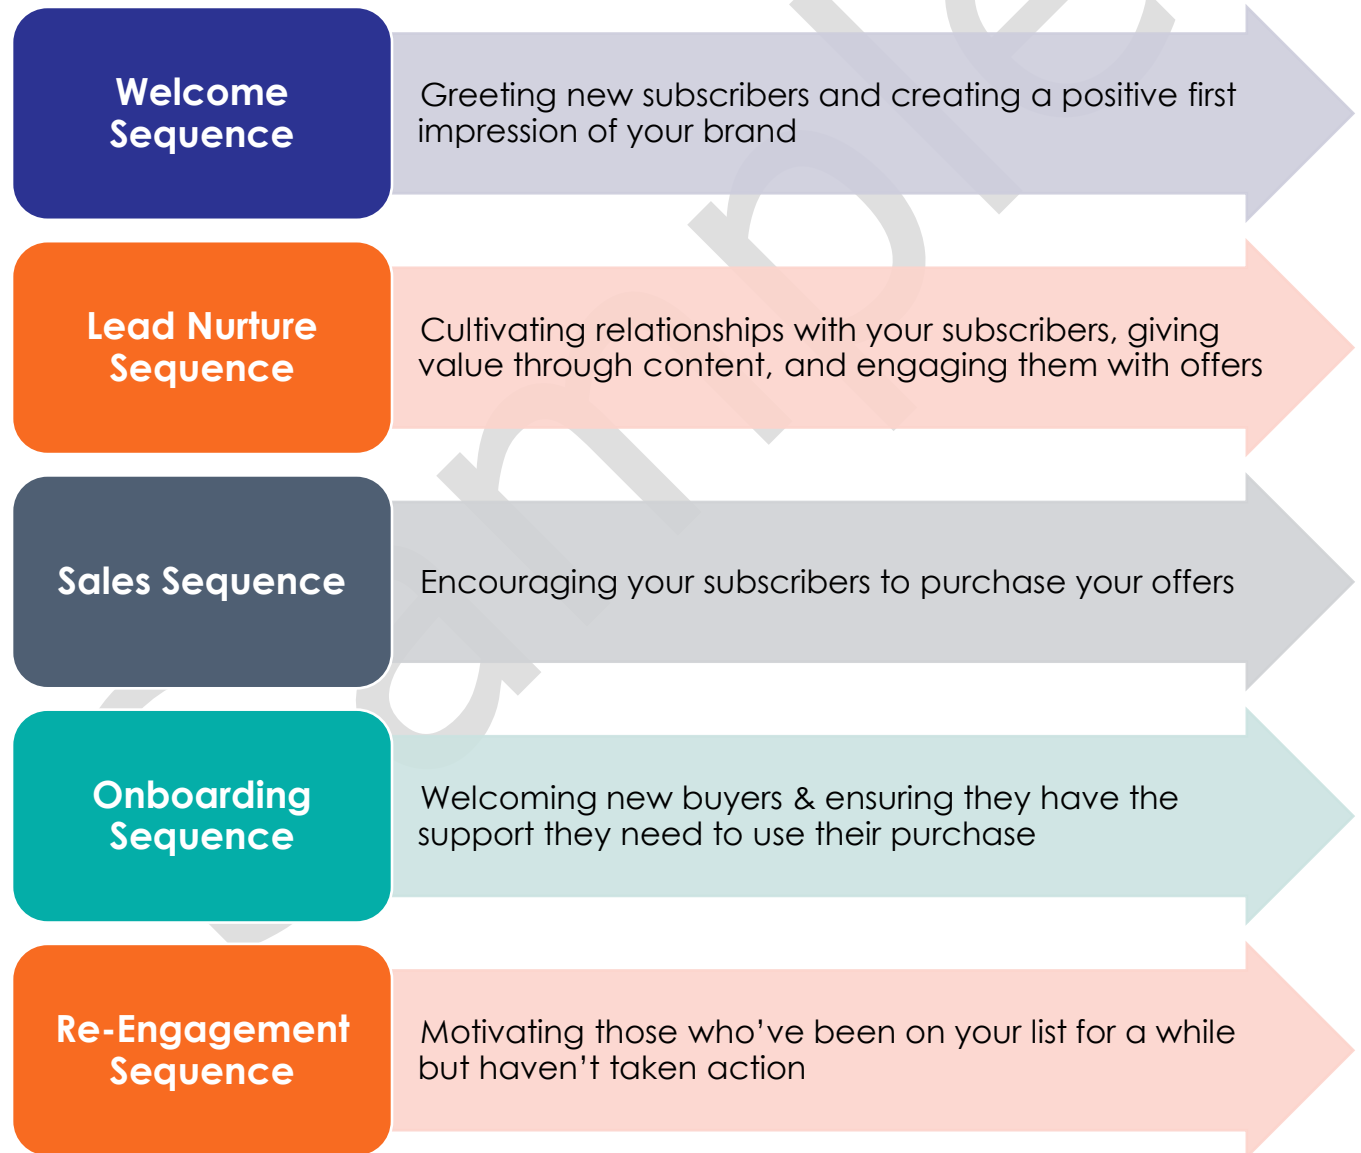 Welcome
Sequence
Greeting new subscribers and creating a positive first
impression of your brand
Lead Nurture
Sequence
Cultivating relationships with your subscribers, giving
value through content, and engaging them with offers
Sales Sequence
Encouraging your subscribers to purchase your offers
Onboarding
Sequence
Welcoming new buyers & ensuring they have the
support they need to use their purchase
Re-Engagement
Sequence
Motivating those who’ve been on your list for a while
but haven’t taken action